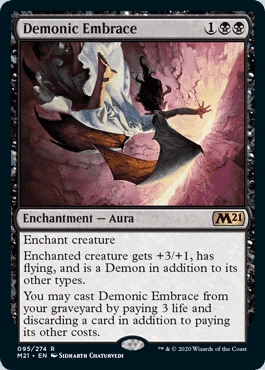 Demonic Embrace 1
M21
Enchantment — Aura
Enchant creature
Enchanted creature gets +3/+1, has
flying, and is a Demon in addition to its
other types.
You may cast Demonic Embrace from
your graveyard by paying 3 life and
discarding a card in addition to paying
its other costs.
095/274 R
M21 • EN SIDHARTH CHATURVEDI
™ & © 2020 Wizards of the Coast